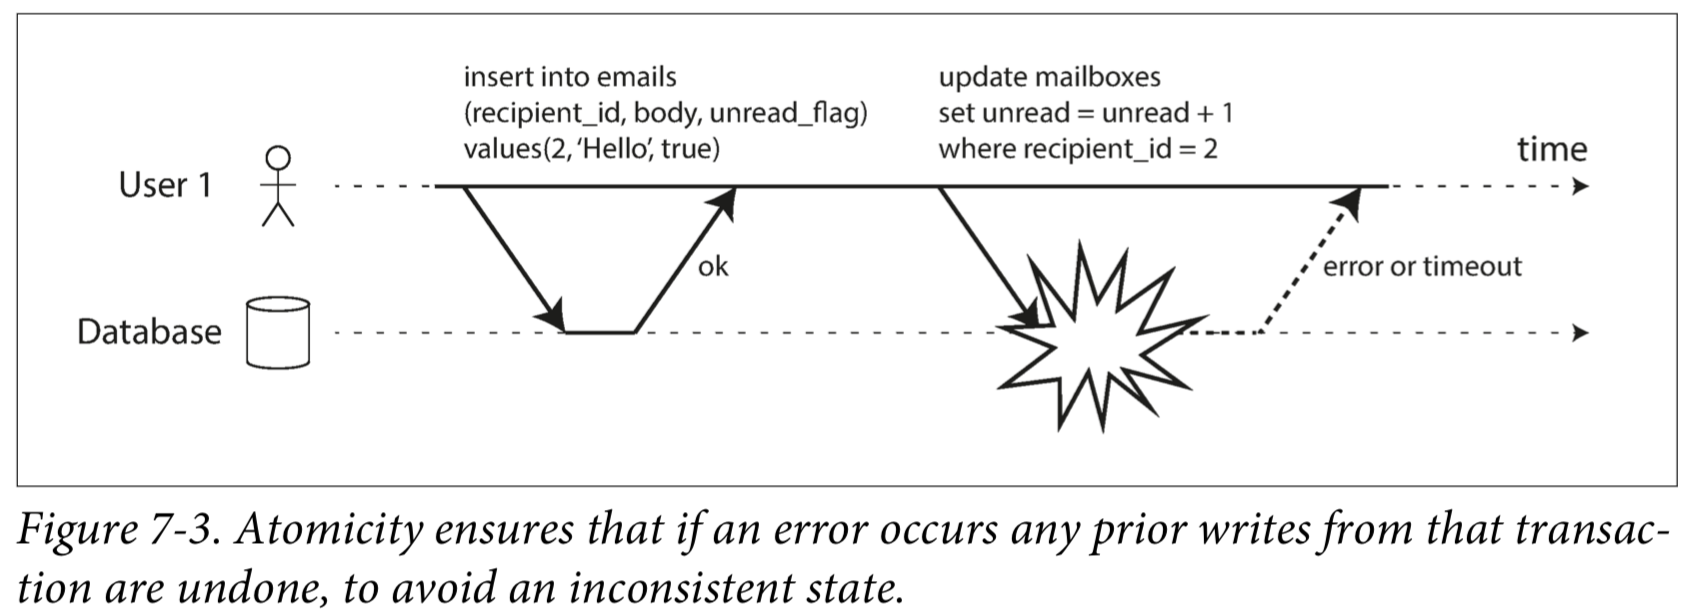 insert into emails
(recipient_id, body, unread_flag)
values(2, ‘Hello’, true)
update mailboxes
set unread = unread + 1
where recipient_id = 2
time
User 1
ok
error or timeout
Database
Figure 7-3. Atomicity ensures that if an error occurs any prior writes from that transac-
tion are undone, to avoid an inconsistent state.